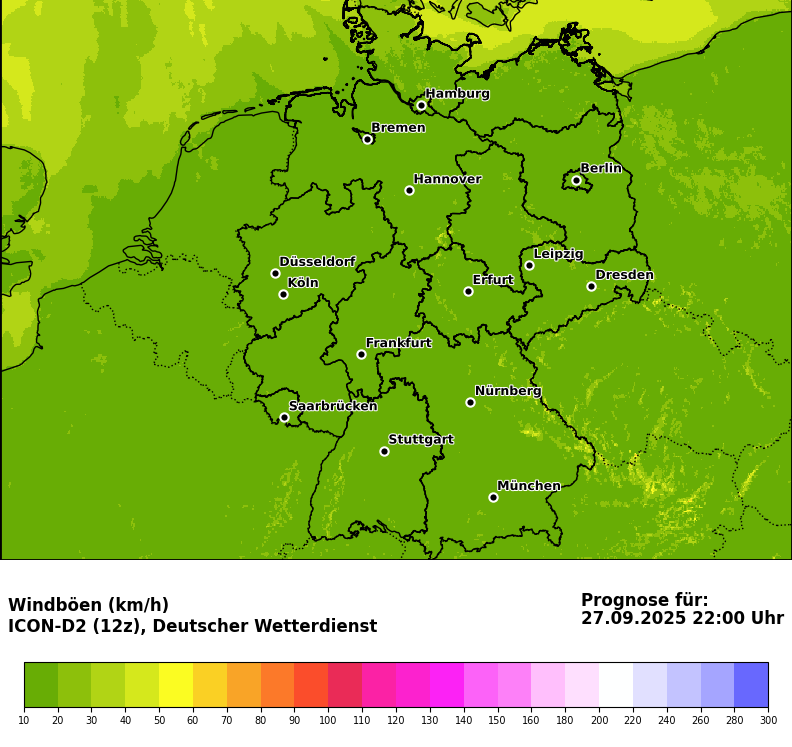 Hamburg
Bremen
Berlin
Hannover
Leipzig
Düsseldorf
Dresden
Köln
Erfurt
Frankfurt
Nürnberg
Saarbrücken
Stuttgart
München
Windböen (km/h)
ICON-D2 (12z), Deutscher Wetterdienst
Prognose für:
27.09.2025 22:00 Uhr
10 20 30 40 50 60 70 80 90 100 110 120 130 140 160 180 200 220 240 260 280 300